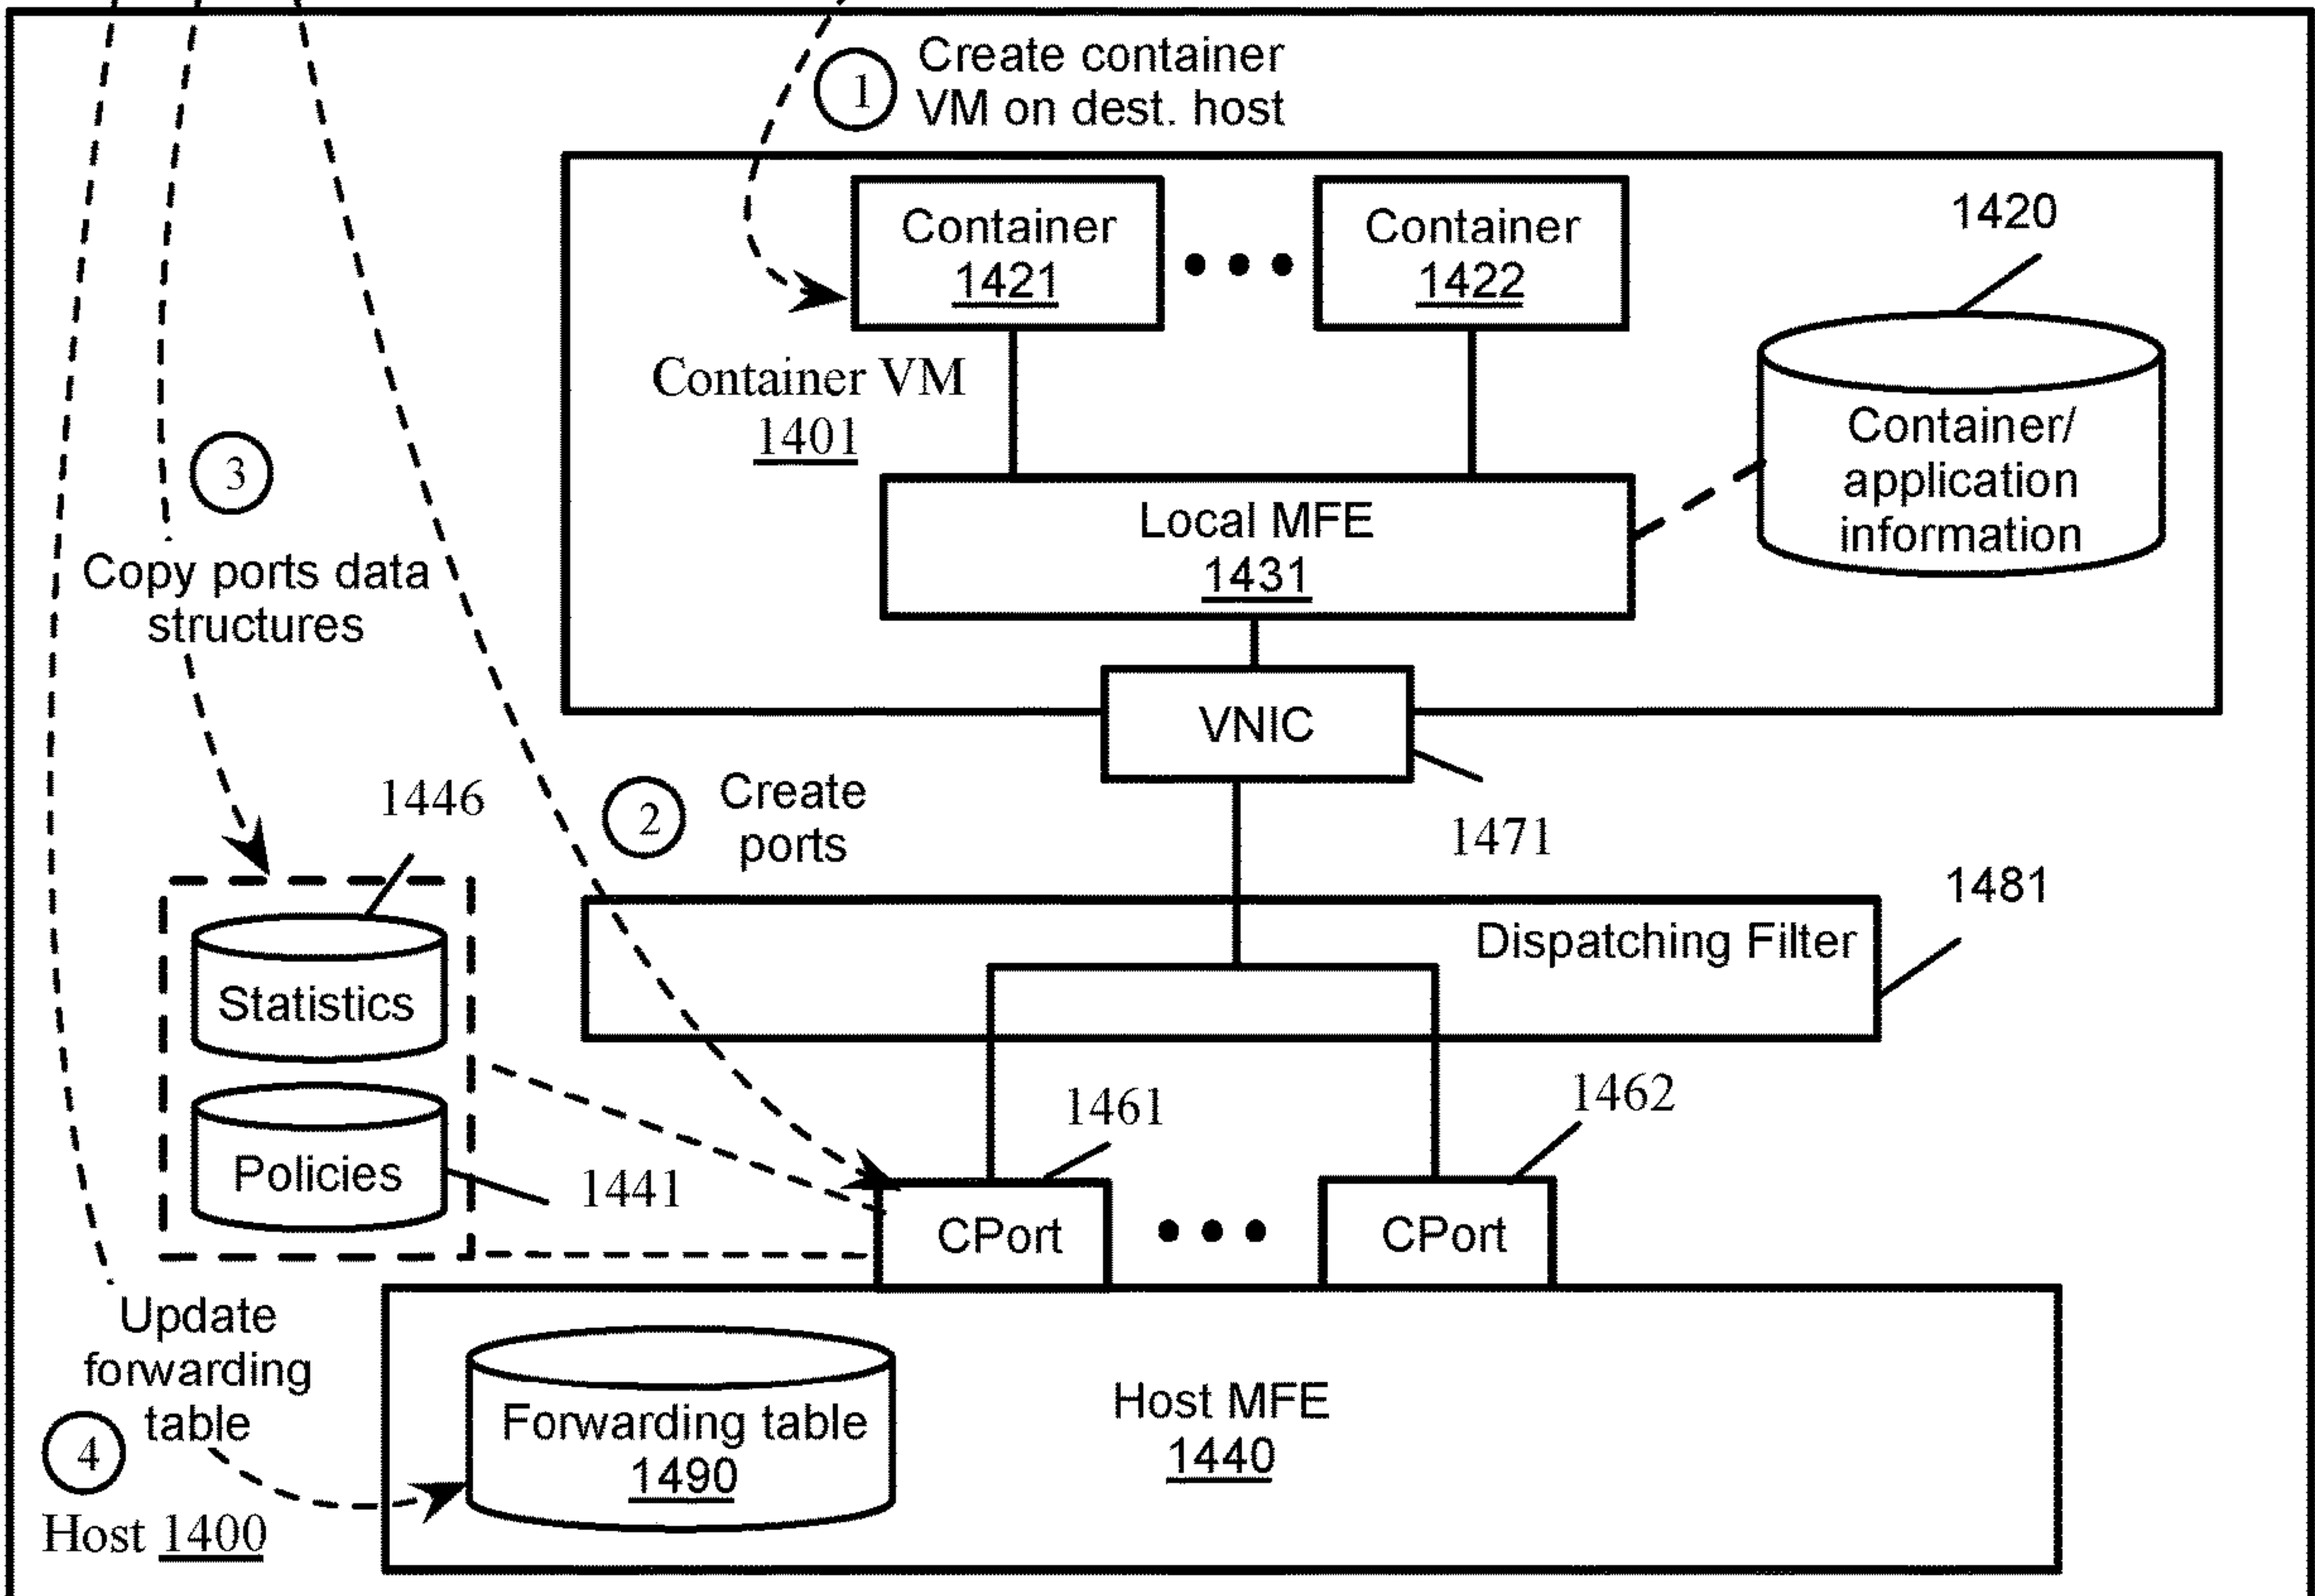 1
Create container
VM on dest. host
Container
1421
Container
1422
1420
Container VM
1401
Container/
application
information
3
Local MFE
1431
Copy ports data
structures
VNIC
1471
2
Create
ports
1446
1481
Dispatching Filter
Statistics
Policies
1441
1461
1462
CPort
CPort
Update
forwarding
table
4
Forwarding table
1490
Host MFE
1440
Host 1400